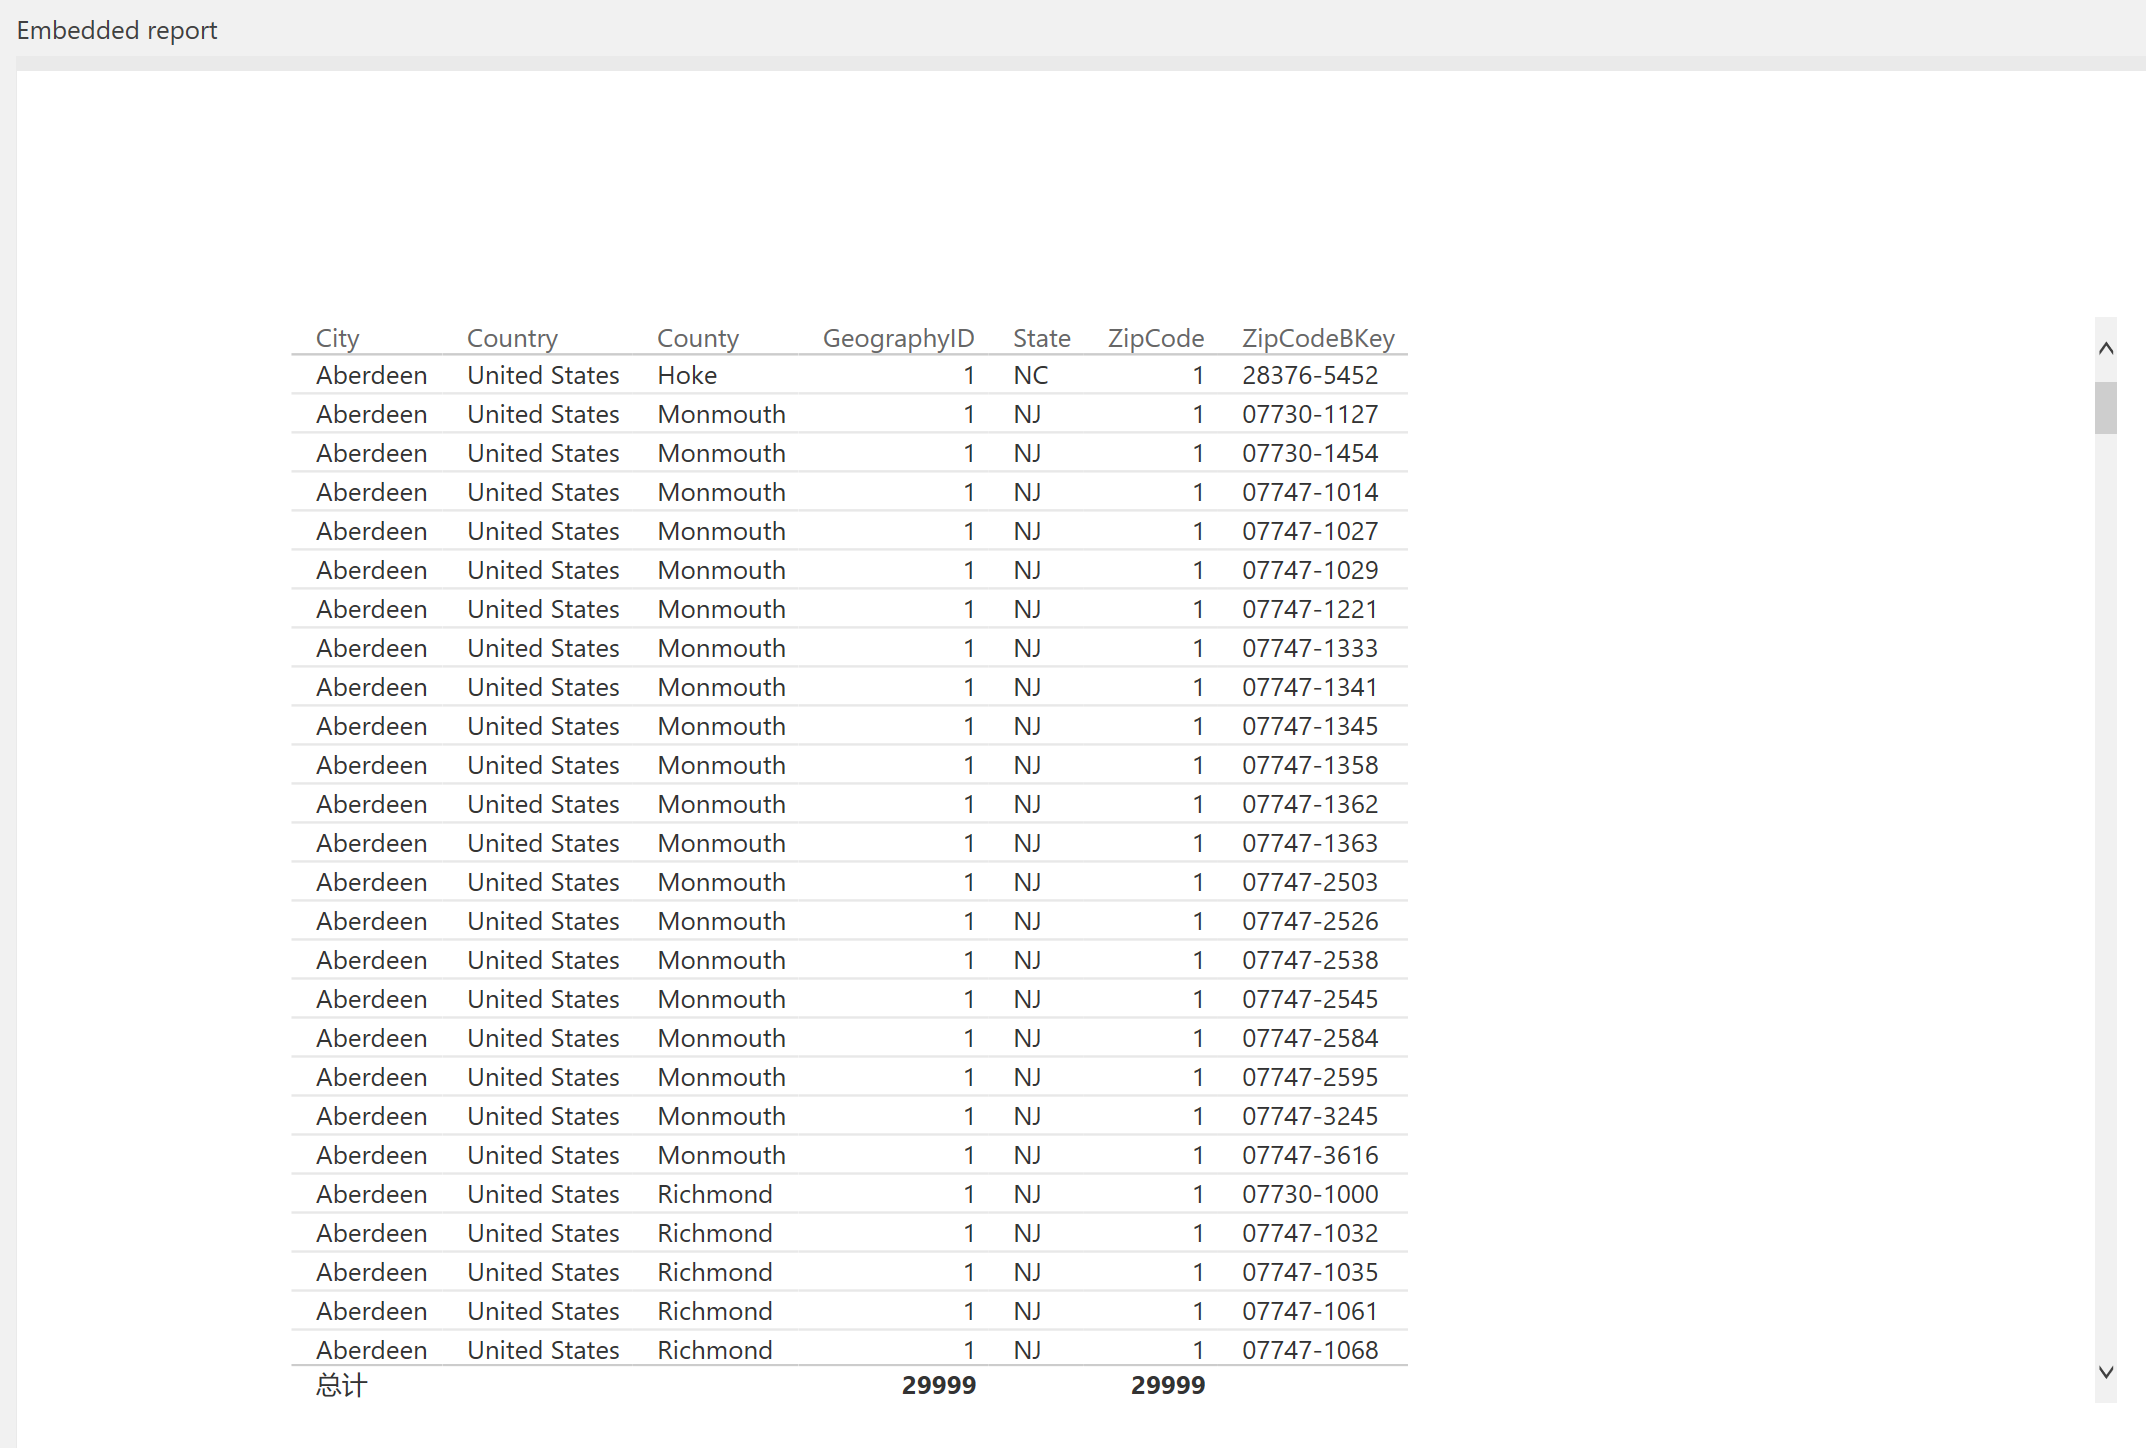 Embedded report
City Country County GeographyID State ZipCode ZipCodeBKey
Aberdeen United States Hoke 1 NC 1 28376-5452
Aberdeen United States Monmouth 1 NJ 1 07730-1127
Aberdeen United States Monmouth 1 NJ 1 07730-1454
Aberdeen United States Monmouth 1 NJ 1 07747-1014
Aberdeen United States Monmouth 1 NJ 1 07747-1027
Aberdeen United States Monmouth 1 NJ 1 07747-1029
Aberdeen United States Monmouth 1 NJ 1 07747-1221
Aberdeen United States Monmouth 1 NJ 1 07747-1333
Aberdeen United States Monmouth 1 NJ 1 07747-1341
Aberdeen United States Monmouth 1 NJ 1 07747-1345
Aberdeen United States Monmouth 1 NJ 1 07747-1358
Aberdeen United States Monmouth 1 NJ 1 07747-1362
Aberdeen United States Monmouth 1 NJ 1 07747-1363
Aberdeen United States Monmouth 1 NJ 1 07747-2503
Aberdeen United States Monmouth 1 NJ 1 07747-2526
Aberdeen United States Monmouth 1 NJ 1 07747-2538
Aberdeen United States Monmouth 1 NJ 1 07747-2545
Aberdeen United States Monmouth 1 NJ 1 07747-2584
Aberdeen United States Monmouth 1 NJ 1 07747-2595
Aberdeen United States Monmouth 1 NJ 1 07747-3245
Aberdeen United States Monmouth 1 NJ 1 07747-3616
Aberdeen United States Richmond 1 NJ 1 07730-1000
Aberdeen United States Richmond 1 NJ 1 07747-1032
Aberdeen United States Richmond 1 NJ 1 07747-1035
Aberdeen United States Richmond 1 NJ 1 07747-1061
Aberdeen United States Richmond 1 NJ 1 07747-1068
总计 29999 29999